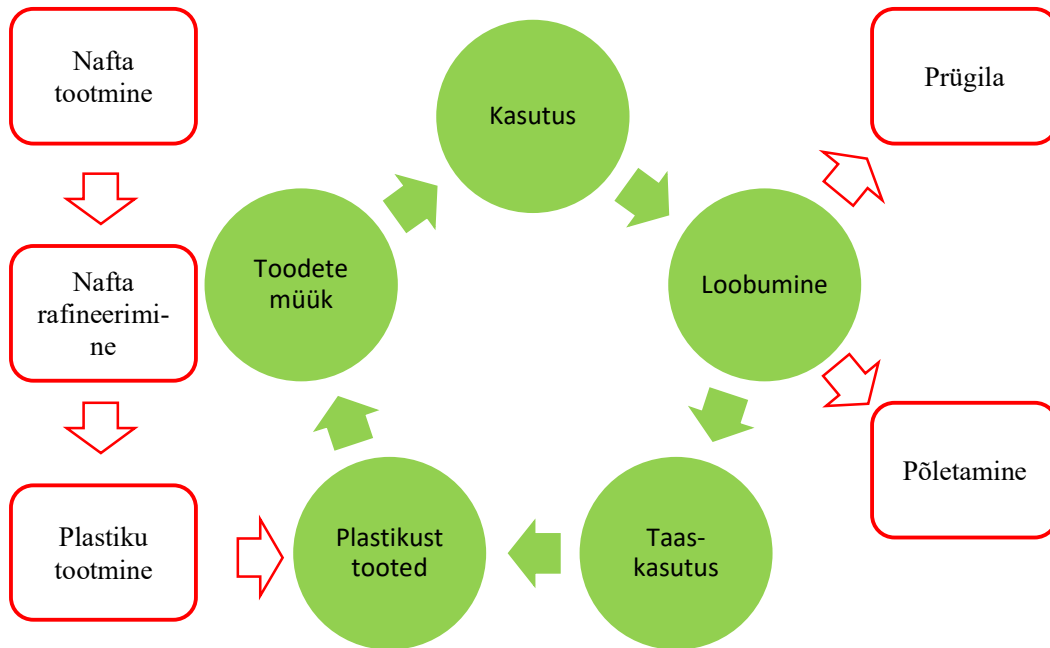 Nafta
tootmine
Kasutus
Prügila
Nafta
rafineerimi-
ne
Toodete
müük
Loobumine
Plastiku
tootmine
Plastikust
tooted
Taas-
kasutus
Põletamine